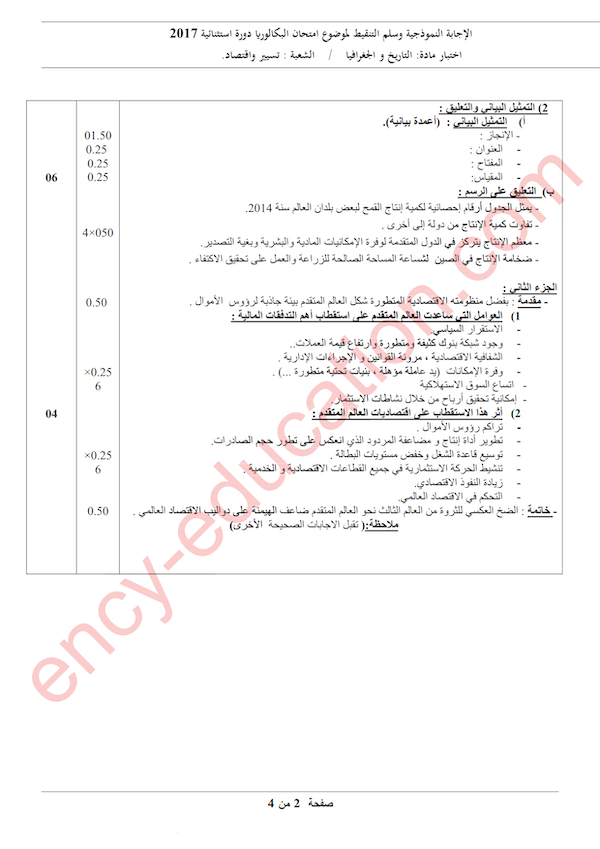 الإجابة النموذجية وسلم التنقيط لموضوع امتحان البكالوريا دورة استثنائية 2017
اختبار مادة: التاريخ و الجغرافيا / الشعبة : تسيير واقتصاد.
2) التمثيل البياني والتعليق :
أ) التمثيل البياني : (أعمدة بيانية).
- الإنجاز : 01.50
- العنوان : 0.25
- المفتاح : 0.25
- المقياس: 0.25
06
ب) التعليق على الرسم :
- يمثل الجدول أرقام إحصائية لكمية إنتاج القمح لبعض بلدان العالم سنة 2014.
- تفاوت كمية الإنتاج من دولة إلى أخرى .
4×050
- معظم الإنتاج يتركز في الدول المتقدمة لوفرة الإمكانيات المادية والبشرية وبغية التصدير.
- ضخامة الإنتاج في الصين لشساعة المساحة الصالحة للزراعة والعمل على تحقيق الاكتفاء .
الجزء الثاني :
- مقدمة : بفضل منظومته الاقتصادية المتطورة شكل العالم المتقدم بيئة جاذبة لرؤوس الأموال . 0.50
1) العوامل التي ساعدت العالم المتقدم على استقطاب أهم التدفقات المالية :
- الاستقرار السياسي.
- وجود شبكة بنوك كثيفة ومتطورة وارتفاع قيمة العملات..
- الشفافية الاقتصادية ، مرونة القوانين و الإجراءات الإدارية .
- وفرة الإمكانات (يد عاملة مؤهلة ، بنيات تحتية متطورة ...) . ×0.25
- اتساع السوق الاستهلاكية 6
- إمكانية تحقيق أرباح من خلال نشاطات الاستثمار.
2) أثر هذا الاستقطاب على اقتصاديات العالم المتقدم : 04
- تراكم رؤوس الأموال .
- تطوير أداة إنتاج و مضاعفة المردود الذي انعكس على تطور حجم الصادرات.
- توسيع قاعدة الشغل وخفض مستويات البطالة . ×0.25
- تنشيط الحركة الاستثمارية في جميع القطاعات الاقتصادية و الخدمية . 6
- زيادة النفوذ الاقتصادي.
- التحكم في الاقتصاد العالمي.
- خاتمة : الضخ العكسي للثروة من العالم الثالث نحو العالم المتقدم ضاعف الهيمنة على دواليب الاقتصاد العالمي . 0.50
ملاحظة:( تقبل الاجابات الصحيحة الأخرى)
ency-education.com
صفحة 2 من 4